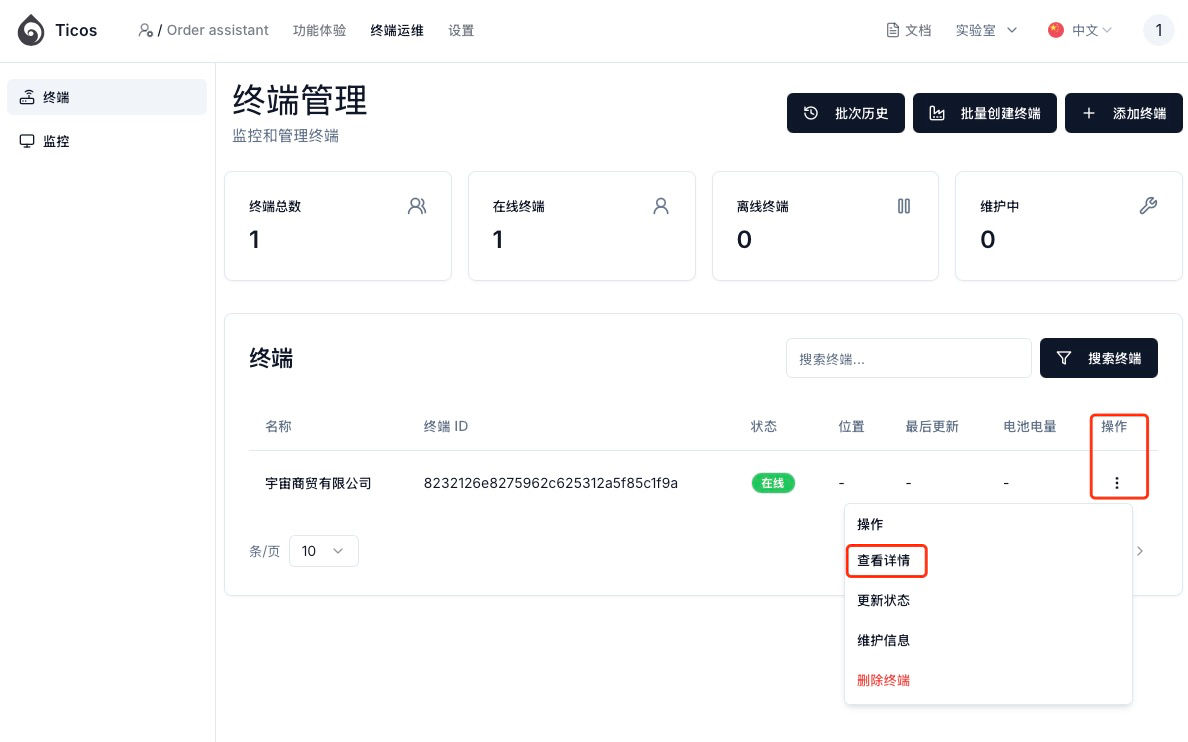 Ticos
/ Order assistant 功能体验 终端运维 设置 文档 实验室 中文 1
终端
监控
终端管理
监控和管理终端
批次历史 批量创建终端 添加终端
终端总数 在线终端 离线终端 维护中
1 1 0 0
终端 搜索终端... 搜索终端
名称 终端 ID 状态 位置 最后更新 电池电量 操作
宇宙商贸有限公司 8232126e8275962c625312a5f85c1f9a 在线 - - -
条/页 10
操作
查看详情
更新状态
维护信息
删除终端